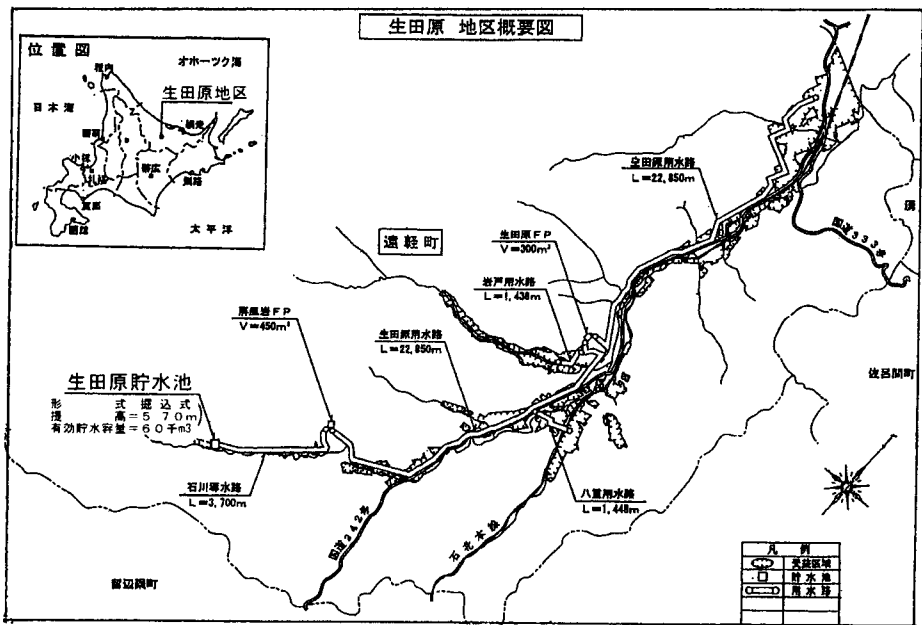 生田原 地区概要図
位置図
オホーツク海
稚内
日本海
生田原地区
網走
小樽
札幌
帯広
釧路
室蘭
函館
太平洋
遠軽町
生田原用水路
L=22,850m
生田原FP
V=300m³
岩戸用水路
L=1,436m
国道333号
屏風岩FP
V=450m³
生田原用水路
L=22,850m
佐呂間町
生田原貯水池
形 式 掘込式
堤 高=5 70m
有効貯水容量=60千m3
石川導水路
L=3,700m
八重用水路
L=1,448m
国道242号
石北本線
留辺蘂町
凡 例
受益区域
貯水池
用水路